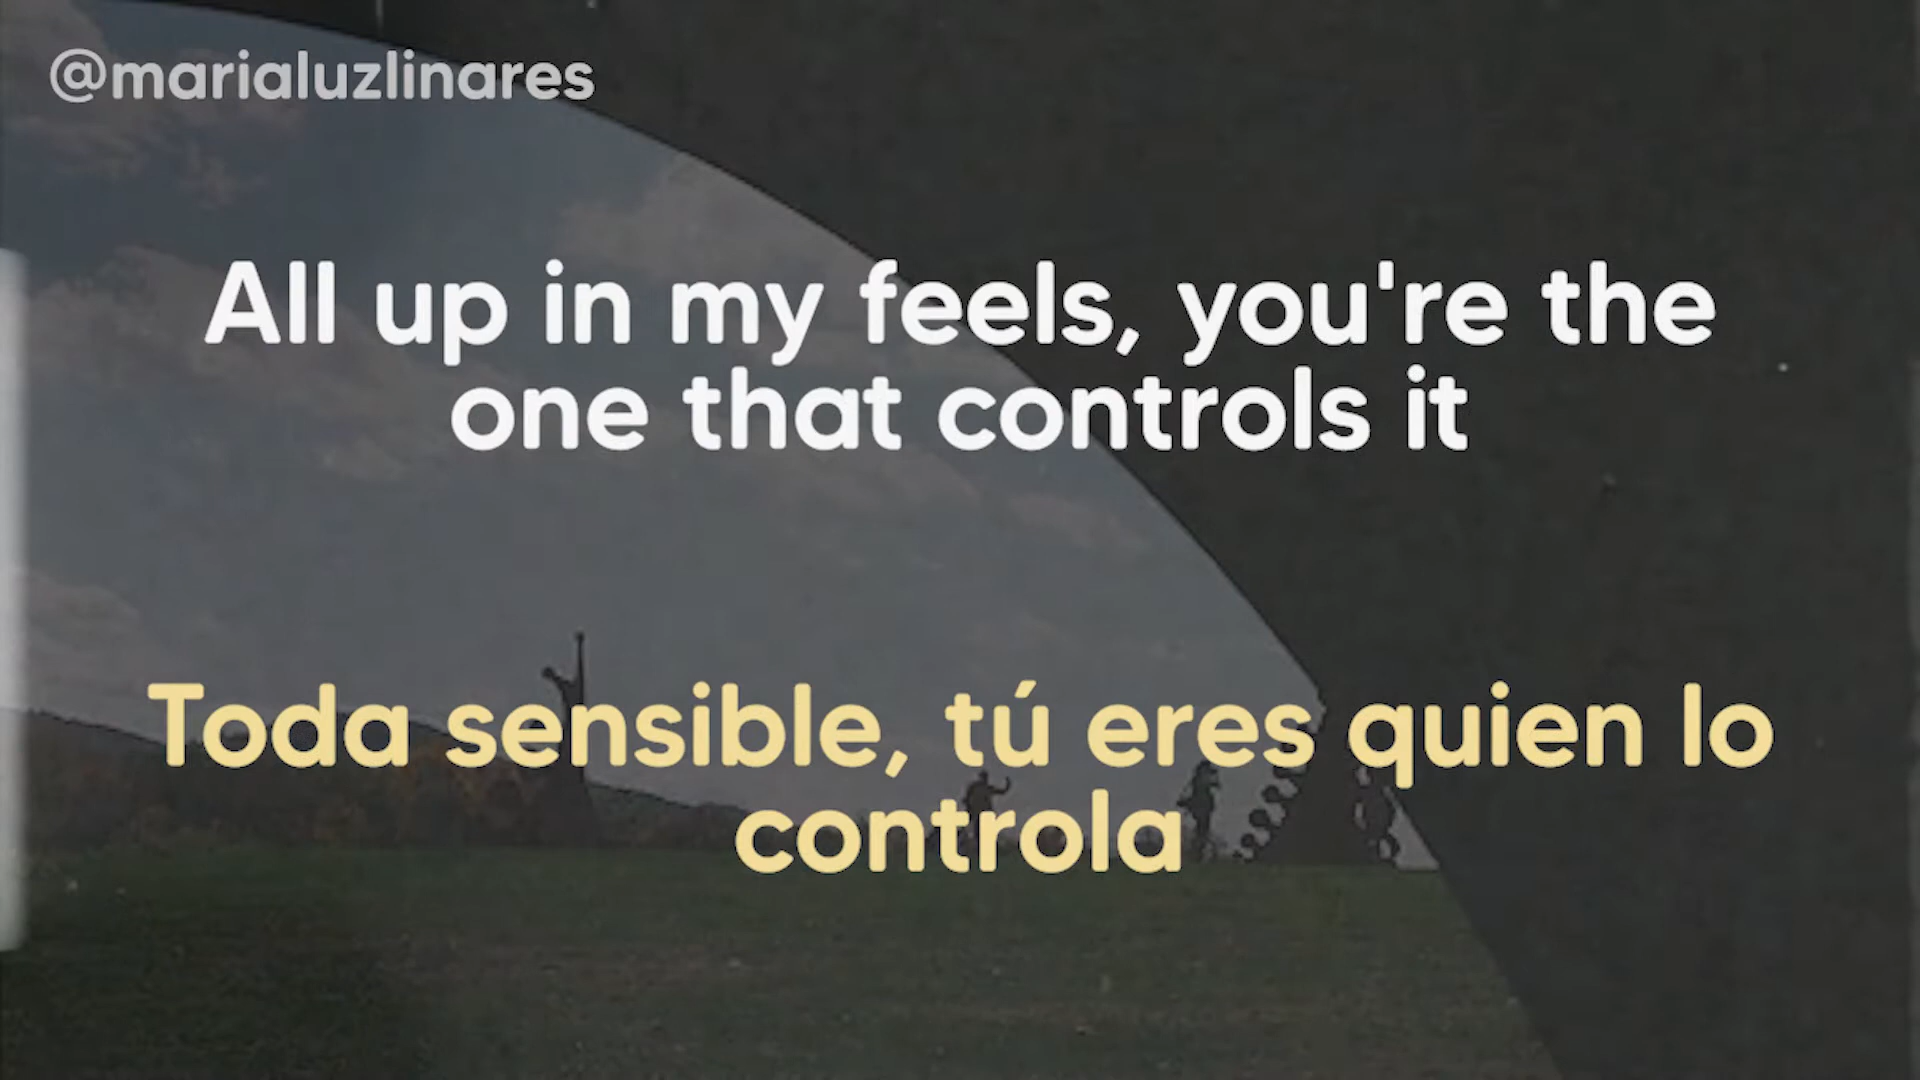 @marialuzlinares
All up in my feels, you're the
one that controls it
Toda sensible, tú eres quien lo
controla